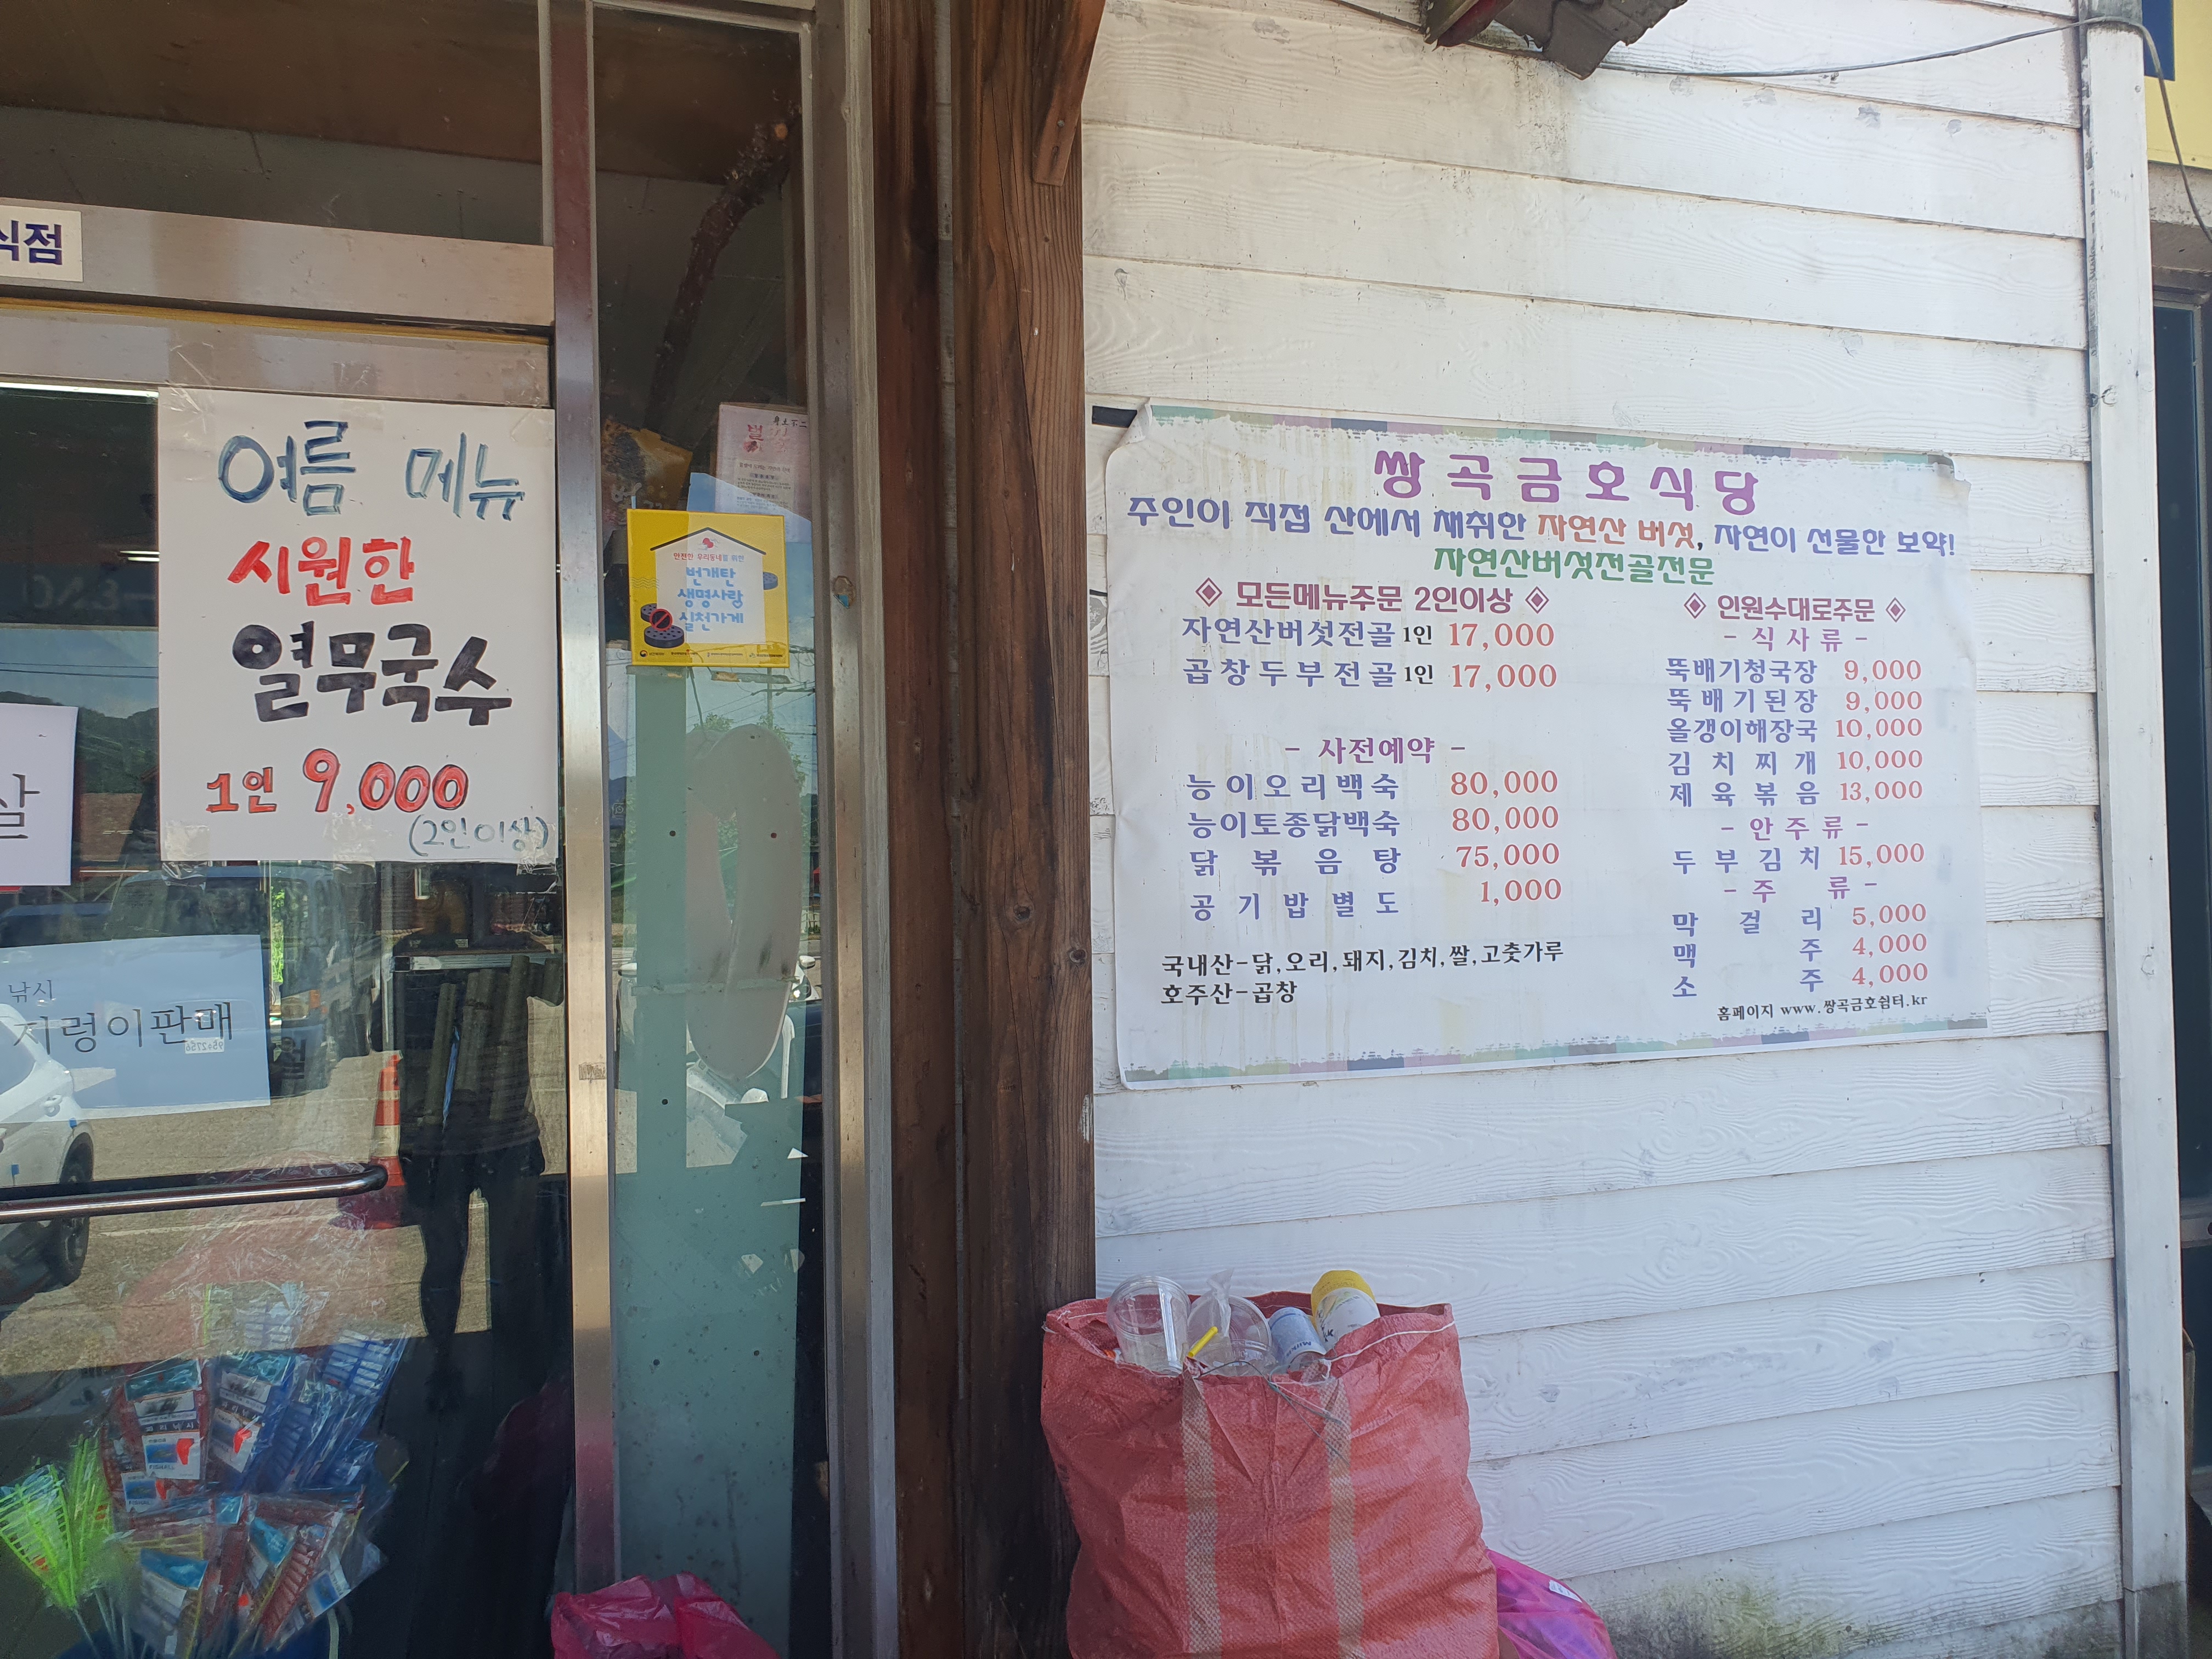 식점
여름 메뉴
시원한
열무국수
1인 9,000
(2인이상)
살
낚시
지렁이판매
안전한 우리동네를 위한
번개탄
생명사랑
실천가게
쌍곡금호식당
주인이 직접 산에서 채취한 자연산 버섯, 자연이 선물한 보약!
자연산버섯전골전문
모든메뉴주문 2인이상
자연산버섯전골 1인 17,000
곱창두부전골 1인 17,000
- 사전예약 -
능이오리백숙 80,000
능이토종닭백숙 80,000
닭볶음탕 75,000
공기밥별도 1,000
국내산-닭,오리,돼지,김치,쌀,고춧가루
호주산-곱창
인원수대로주문
- 식사류 -
뚝배기청국장 9,000
뚝배기된장 9,000
올갱이해장국 10,000
김치찌개 10,000
제육볶음 13,000
- 안주류 -
두부김치 15,000
- 주류 -
막걸리 5,000
맥주 4,000
소주 4,000
홈페이지 www.쌍곡금호쉼터.kr